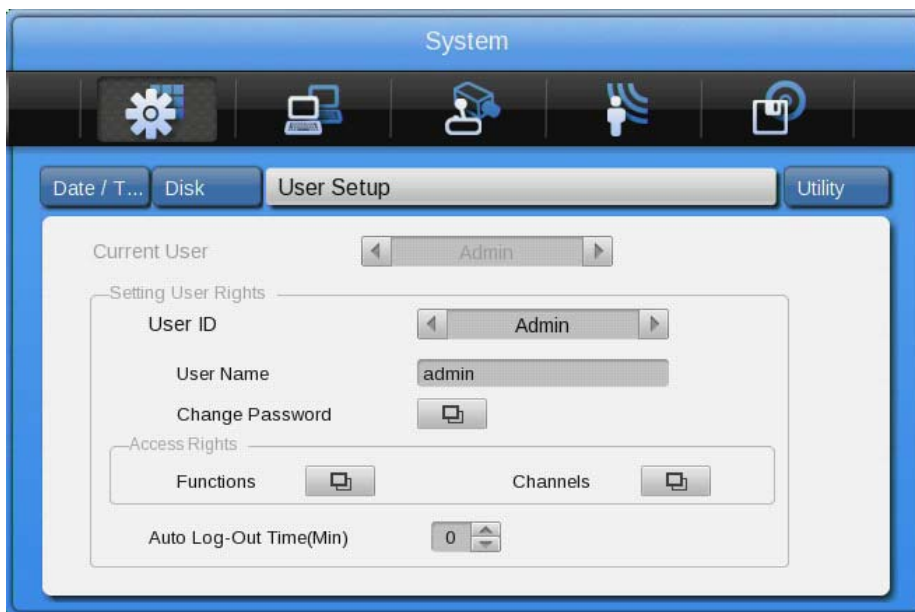 System
Date / T... Disk User Setup Utility
Current User Admin
Setting User Rights
User ID Admin
User Name admin
Change Password
Access Rights
Functions Channels
Auto Log-Out Time(Min) 0